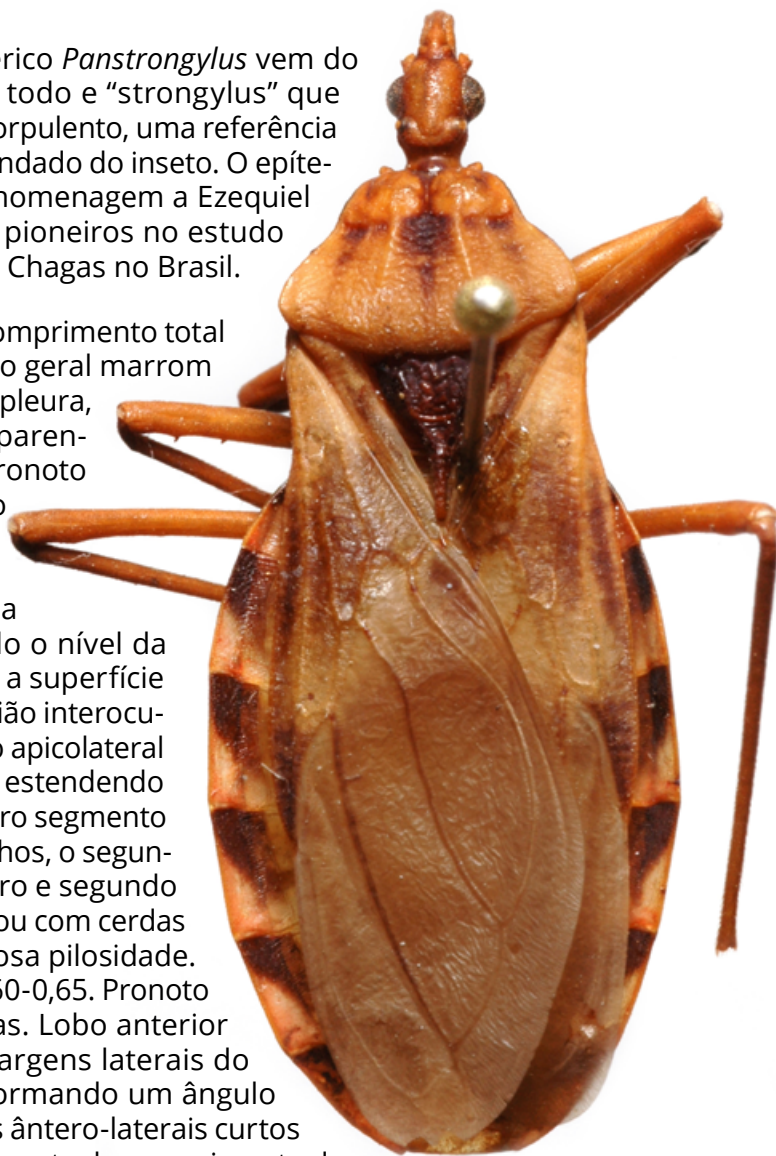 érico Panstrongylus vem do
todo e “strongylus” que
orpulento, uma referência
ndado do inseto. O epíte-
homenagem a Ezequiel
pioneiros no estudo
Chagas no Brasil.
omprimento total
o geral marrom
pleura,
paren-
ronoto
o
a
do o nível da
a superfície
ião interocu-
o apicolateral
estendendo
ro segmento
hos, o segun-
ro e segundo
ou com cerdas
osa pilosidade.
60-0,65. Pronoto
as. Lobo anterior
argens laterais do
ormando um ângulo
s ântero-laterais curtos